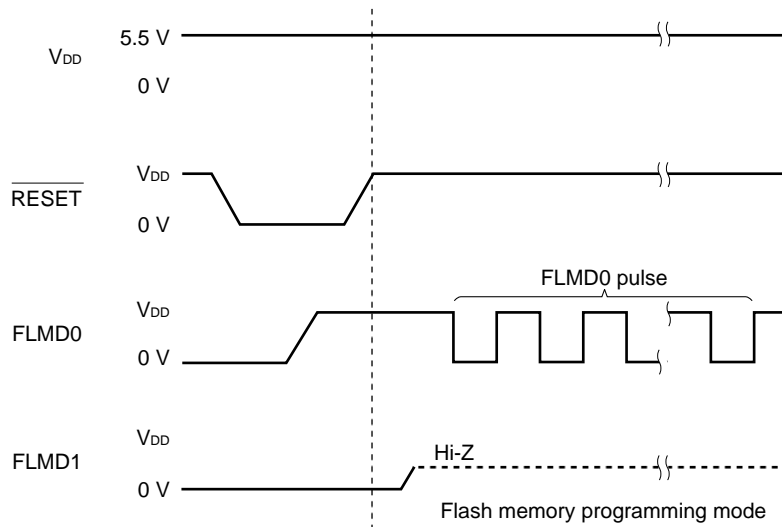 5.5 V
VDD
0 V
VDD
RESET
0 V
FLMD0 pulse
VDD
FLMD0
0 V
VDD
Hi-Z
FLMD1
0 V
Flash memory programming mode